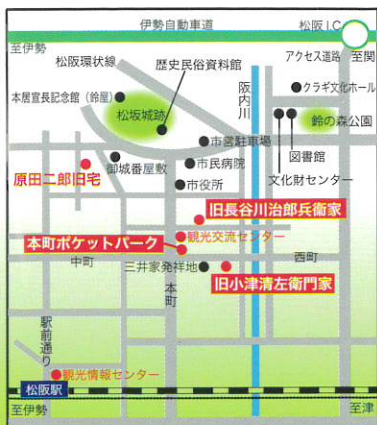 伊勢自動車道
松阪I.C
至伊勢
アクセス道路
至関
松阪環状線
歴史民俗資料館
阪内川
クラギ文化ホール
本居宣長記念館（鈴屋）
松坂城跡
鈴の森公園
市営駐車場
図書館
御城番屋敷
市民病院
文化財センター
原田二郎旧宅
市役所
旧長谷川治郎兵衛家
観光交流センター
本町ポケットパーク
中町
三井家発祥地
西町
本町
旧小津清左衛門家
駅前通り
観光情報センター
松阪駅
至伊勢
至津